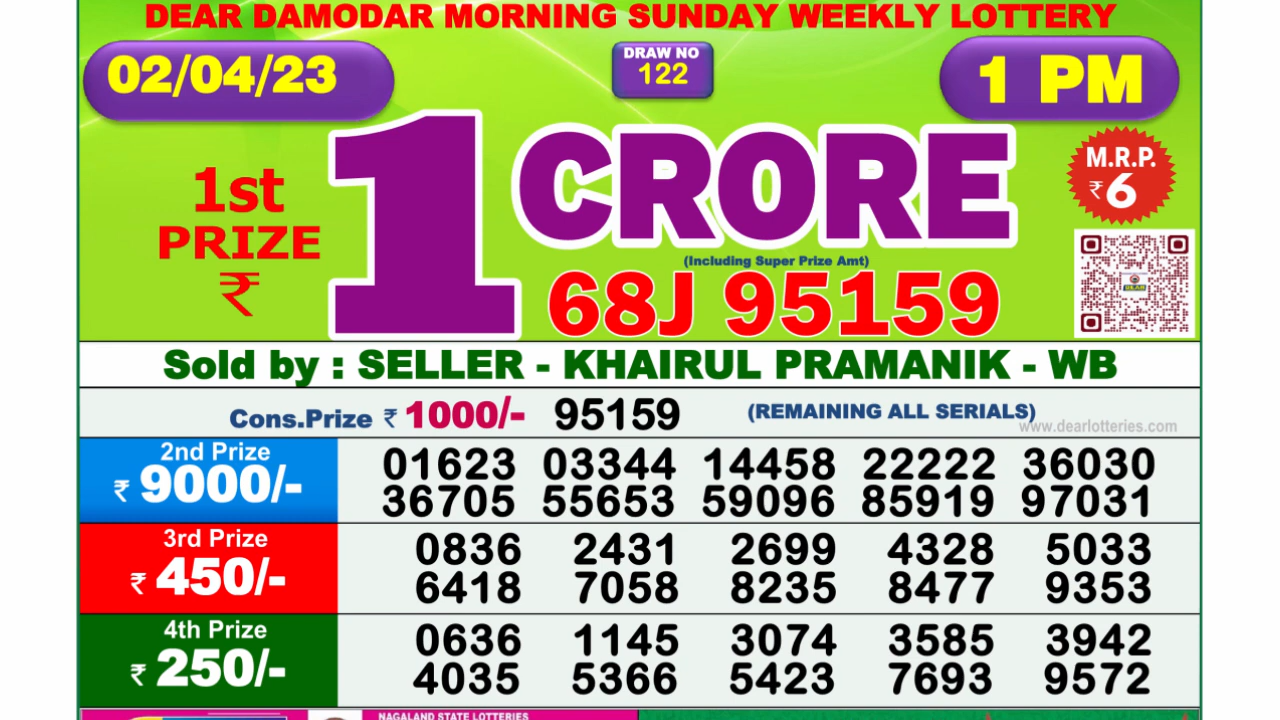 DEAR DAMODAR MORNING SUNDAY WEEKLY LOTTERY
02/04/23
DRAW NO
122
1 PM
1st
PRIZE
₹
1 CRORE
M.R.P.
₹6
(Including Super Prize Amt)
68J 95159
DEAR
Sold by : SELLER - KHAIRUL PRAMANIK - WB
Cons.Prize ₹ 1000/- 95159 (REMAINING ALL SERIALS)
www.dearlotteries.com
2nd Prize
₹ 9000/-
01623 03344 14458 22222 36030
36705 55653 59096 85919 97031
3rd Prize
₹ 450/-
0836 2431 2699 4328 5033
6418 7058 8235 8477 9353
4th Prize
₹ 250/-
0636 1145 3074 3585 3942
4035 5366 5423 7693 9572
NAGALAND STATE LOTTERIES